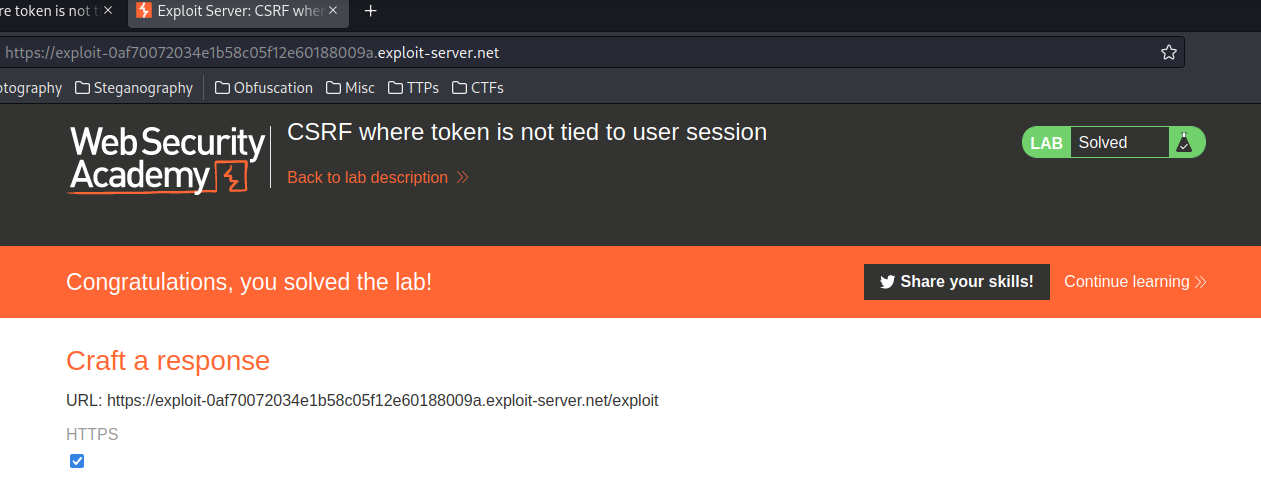 re token is not t
Exploit Server: CSRF wher
https://exploit-0af70072034e1b58c05f12e60188009a.exploit-server.net
otography Steganography Obfuscation Misc TTPs CTFs
Web Security Academy
CSRF where token is not tied to user session
Back to lab description
LAB Solved
Congratulations, you solved the lab!
Share your skills!
Continue learning
Craft a response
URL: https://exploit-0af70072034e1b58c05f12e60188009a.exploit-server.net/exploit
HTTPS